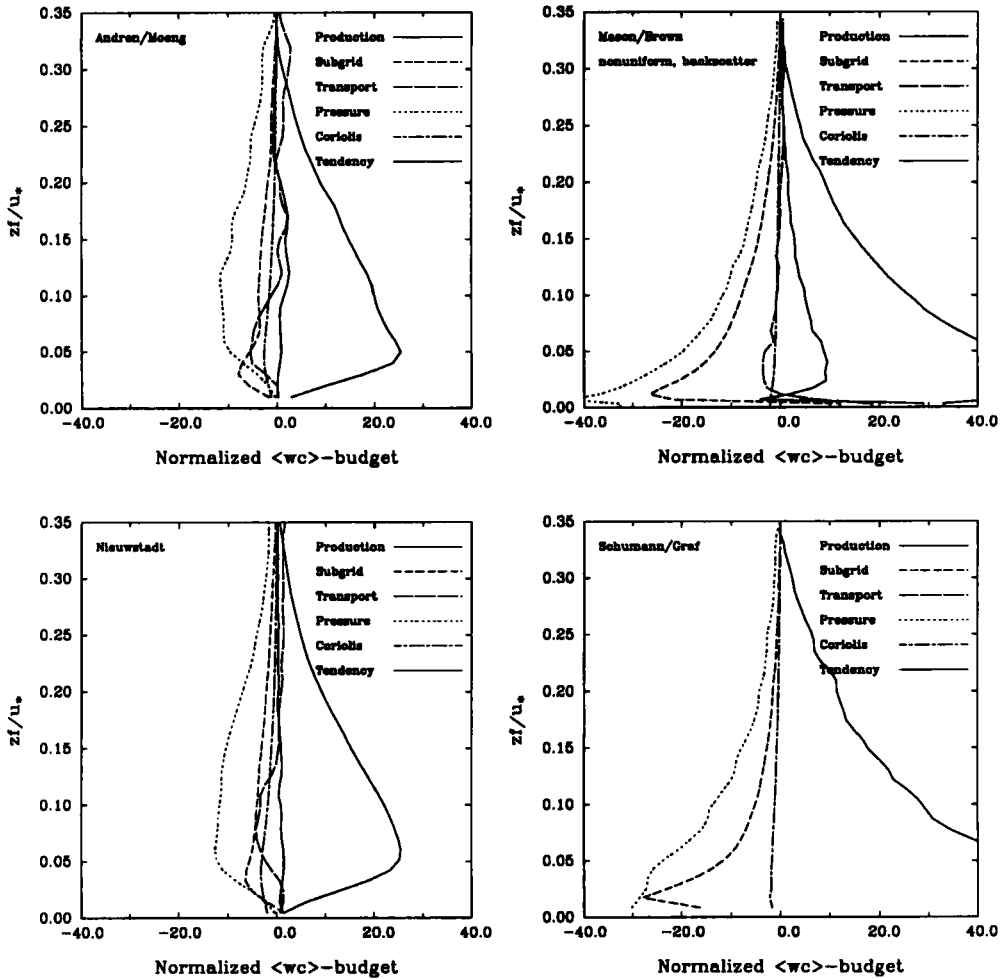 Andren/Moeng
Production
Subgrid
Transport
Pressure
Coriolis
Tendency
0.35
0.30
0.25
0.20
0.15
0.10
0.05
0.00
zf/u*
-40.0 -20.0 0.0 20.0 40.0
Normalized <wc>-budget
Mason/Brown
nonuniform, backscatter
Production
Subgrid
Transport
Pressure
Coriolis
Tendency
0.35
0.30
0.25
0.20
0.15
0.10
0.05
0.00
zf/u*
-40.0 -20.0 0.0 20.0 40.0
Normalized <wc>-budget
Nieuwstadt
Production
Subgrid
Transport
Pressure
Coriolis
Tendency
0.35
0.30
0.25
0.20
0.15
0.10
0.05
0.00
zf/u*
-40.0 -20.0 0.0 20.0 40.0
Normalized <wc>-budget
Schumann/Graf
Production
Subgrid
Transport
Pressure
Coriolis
Tendency
0.35
0.30
0.25
0.20
0.15
0.10
0.05
0.00
zf/u*
-40.0 -20.0 0.0 20.0 40.0
Normalized <wc>-budget